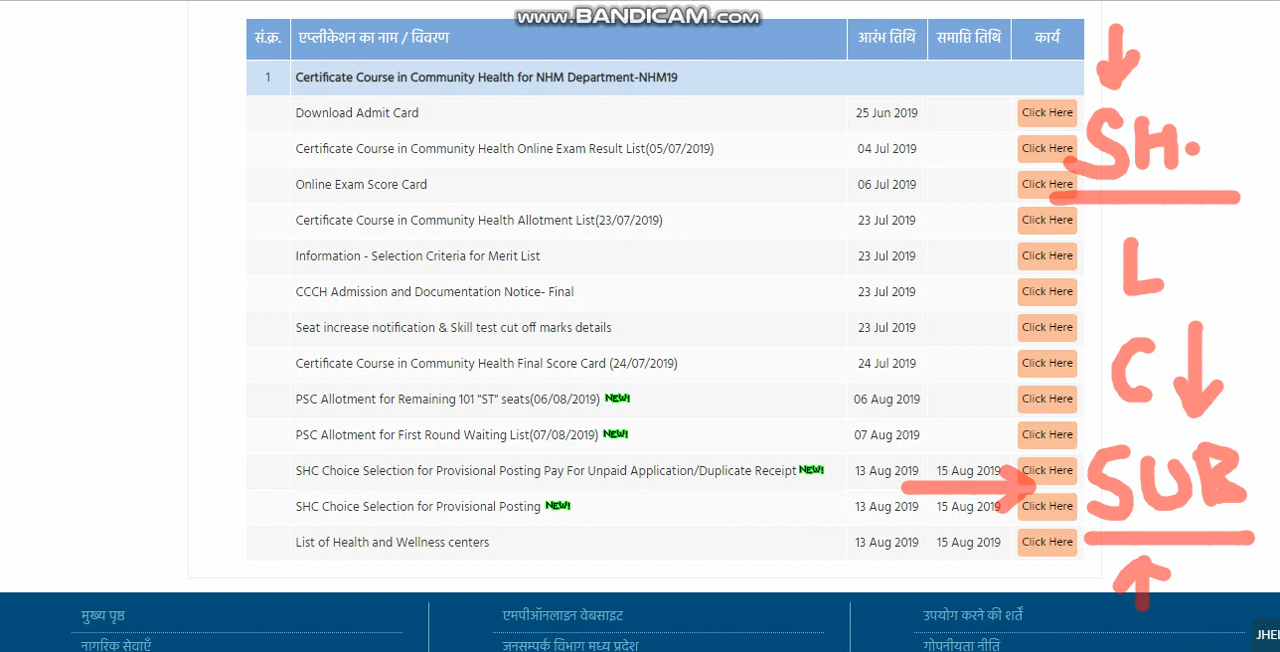 www.BANDICAM.com
सं.क्र. एप्लीकेशन का नाम / विवरण आरंभ तिथि समाप्ति तिथि कार्य
1 Certificate Course in Community Health for NHM Department-NHM19
Download Admit Card 25 Jun 2019 Click Here
Certificate Course in Community Health Online Exam Result List(05/07/2019) 04 Jul 2019 Click Here
SH.
Online Exam Score Card 06 Jul 2019 Click Here
Certificate Course in Community Health Allotment List(23/07/2019) 23 Jul 2019 Click Here
Information - Selection Criteria for Merit List 23 Jul 2019 Click Here
L
CCCH Admission and Documentation Notice- Final 23 Jul 2019 Click Here
Seat increase notification & Skill test cut off marks details 23 Jul 2019 Click Here
Certificate Course in Community Health Final Score Card (24/07/2019) 24 Jul 2019 Click Here
C
PSC Allotment for Remaining 101 "ST" seats(06/08/2019) NEW! 06 Aug 2019 Click Here
PSC Allotment for First Round Waiting List(07/08/2019) NEW! 07 Aug 2019 Click Here
SHC Choice Selection for Provisional Posting Pay For Unpaid Application/Duplicate Receipt NEW! 13 Aug 2019 15 Aug 2019 Click Here
SUB
SHC Choice Selection for Provisional Posting NEW! 13 Aug 2019 15 Aug 2019 Click Here
List of Health and Wellness centers 13 Aug 2019 15 Aug 2019 Click Here
मुख्य पृष्ठ एमपीऑनलाइन वेबसाइट उपयोग करने की शर्तें
नागरिक सेवाएँ जनसम्पर्क विभाग मध्य प्रदेश गोपनीयता नीति